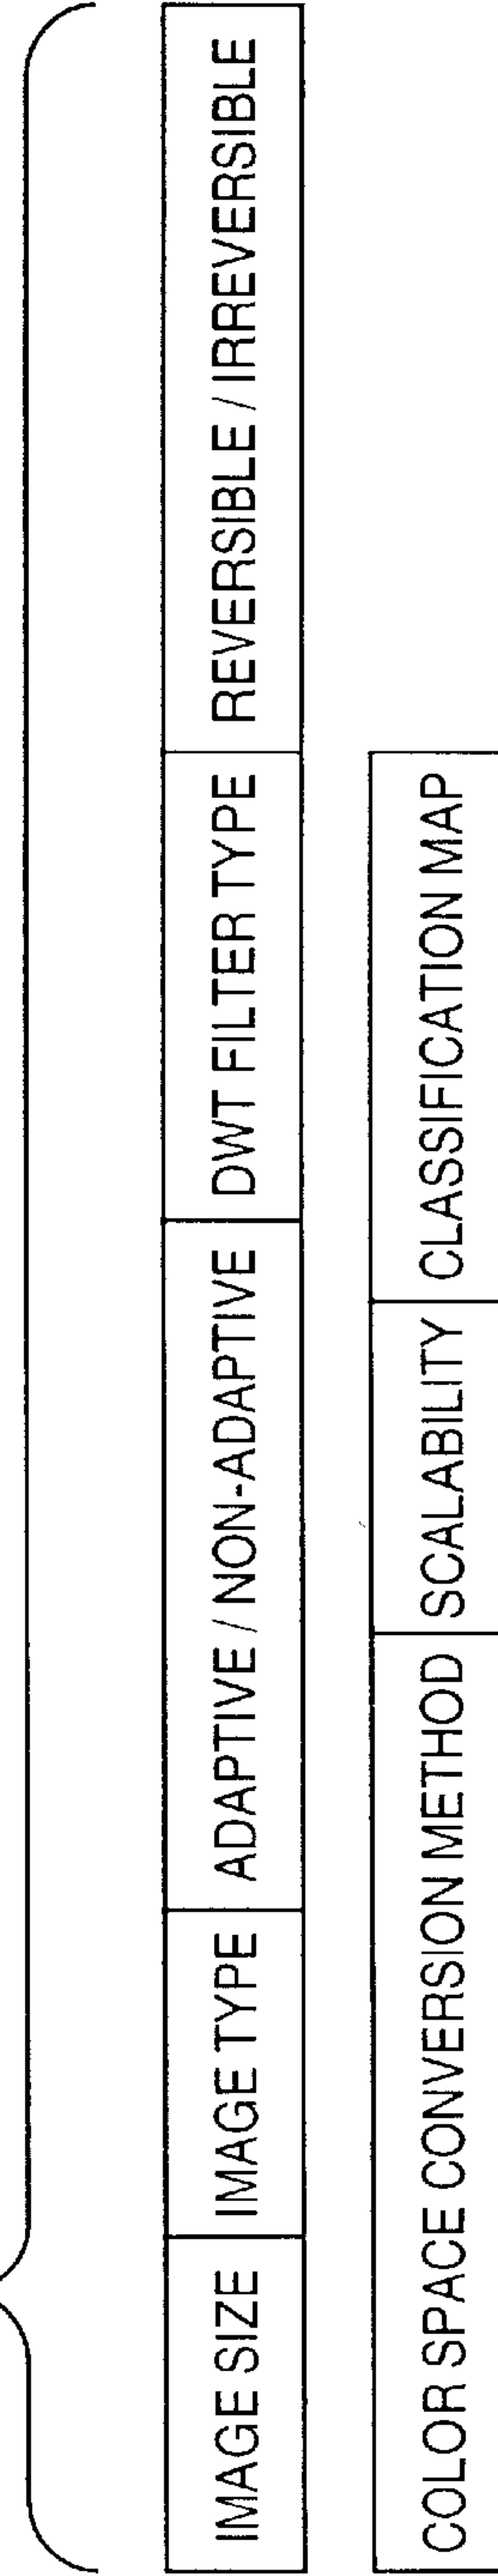 IMAGE SIZE IMAGE TYPE ADAPTIVE / NON-ADAPTIVE DWT FILTER TYPE REVERSIBLE / IRREVERSIBLE
COLOR SPACE CONVERSION METHOD SCALABILITY CLASSIFICATION MAP